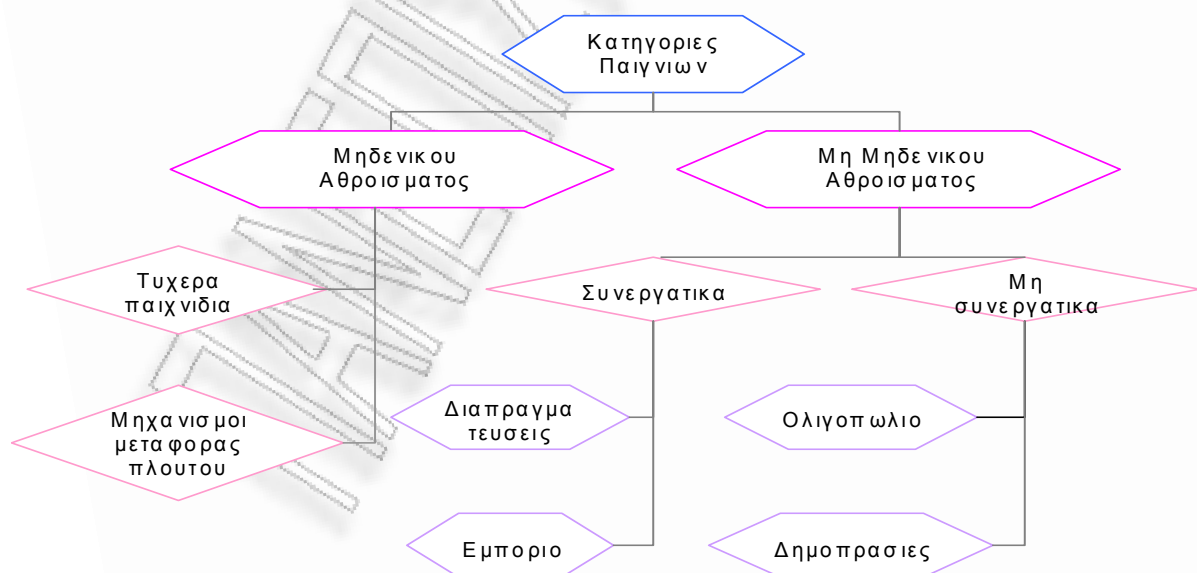 Κατηγοριες
Παιγνιων
Μηδενικου
Αθροισματος
Μη Μηδενικου
Αθροισματος
Τυχερα
παιχνιδια
Συνεργατικα
Μη
συνεργατικα
Μηχανισμοι
μεταφορας
πλουτου
Διαπραγμα
τευσεις
Ολιγοπωλιο
Εμποριο
Δημοπρασιες